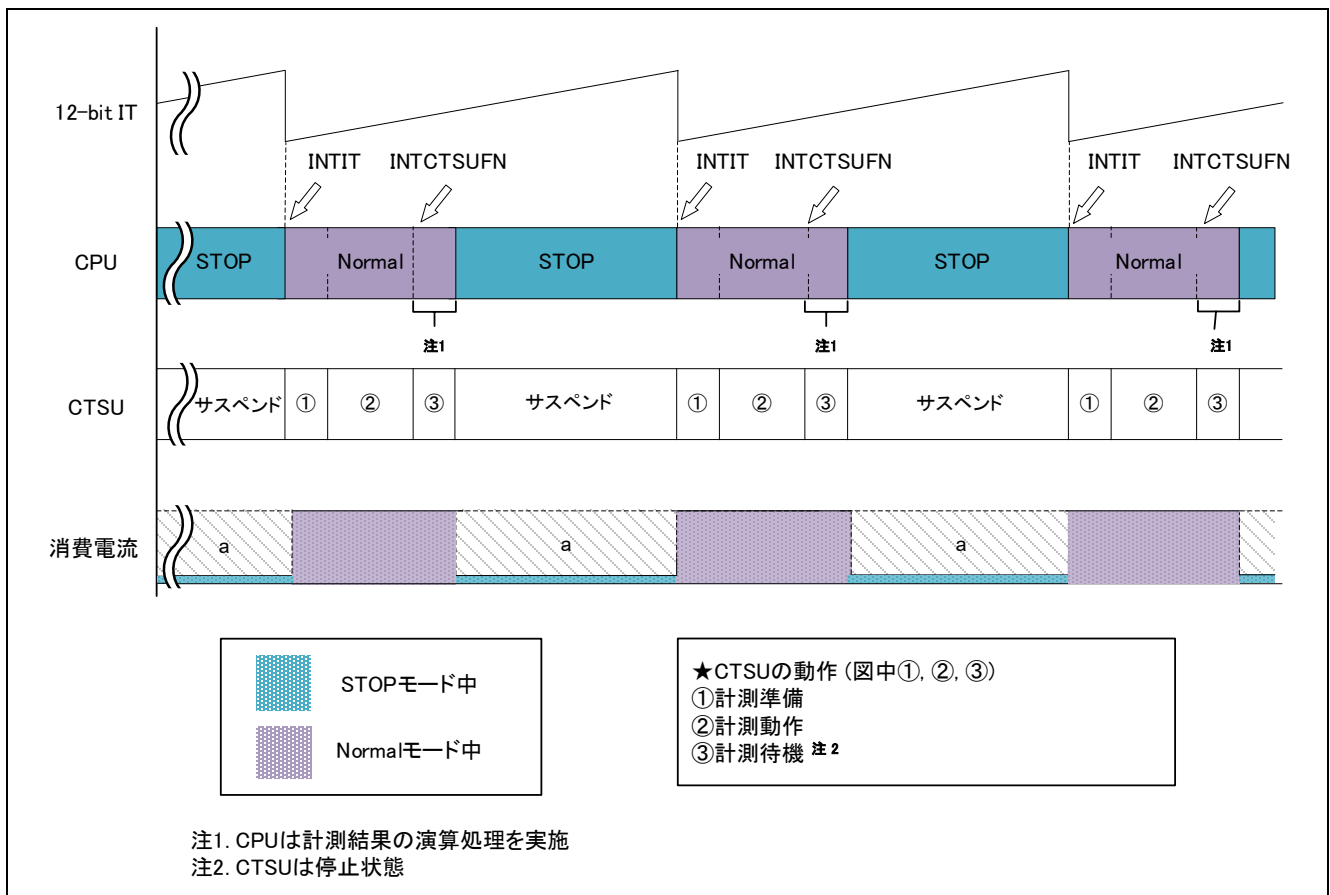 12-bit IT
INTIT INTCTSUFN INTIT INTCTSUFN INTIT INTCTSUFN
CPU STOP Normal STOP Normal STOP Normal
注1 注1 注1
CTSU サスペンド ① ② ③ サスペンド ① ② ③ サスペンド ① ② ③
消費電流 a a a
STOPモード中
Normalモード中
★CTSUの動作(図中①, ②, ③)
①計測準備
②計測動作
③計測待機 注2
注1. CPUは計測結果の演算処理を実施
注2. CTSUは停止状態